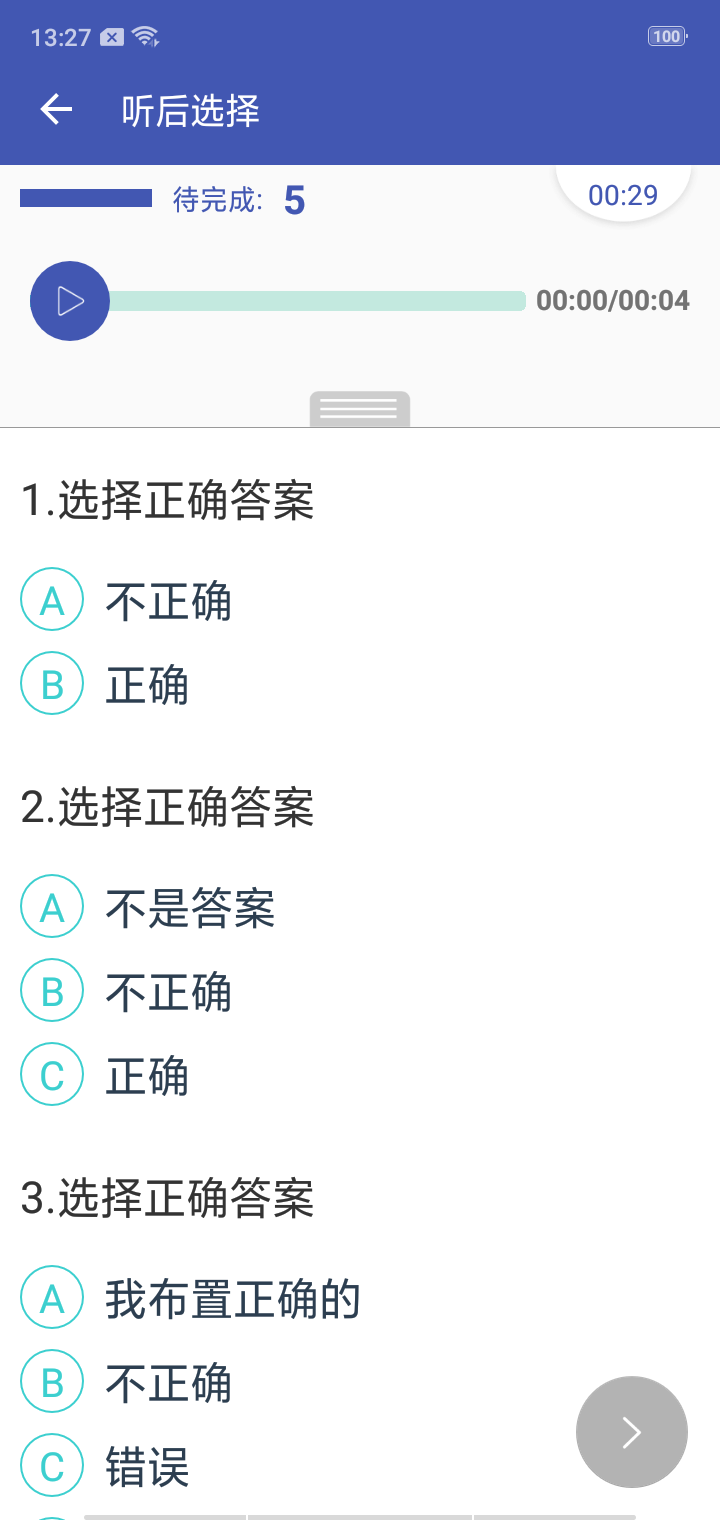 13:27
100
听后选择
待完成: 5
00:29
00:00/00:04
1.选择正确答案
A 不正确
B 正确
2.选择正确答案
A 不是答案
B 不正确
C 正确
3.选择正确答案
A 我布置正确的
B 不正确
C 错误